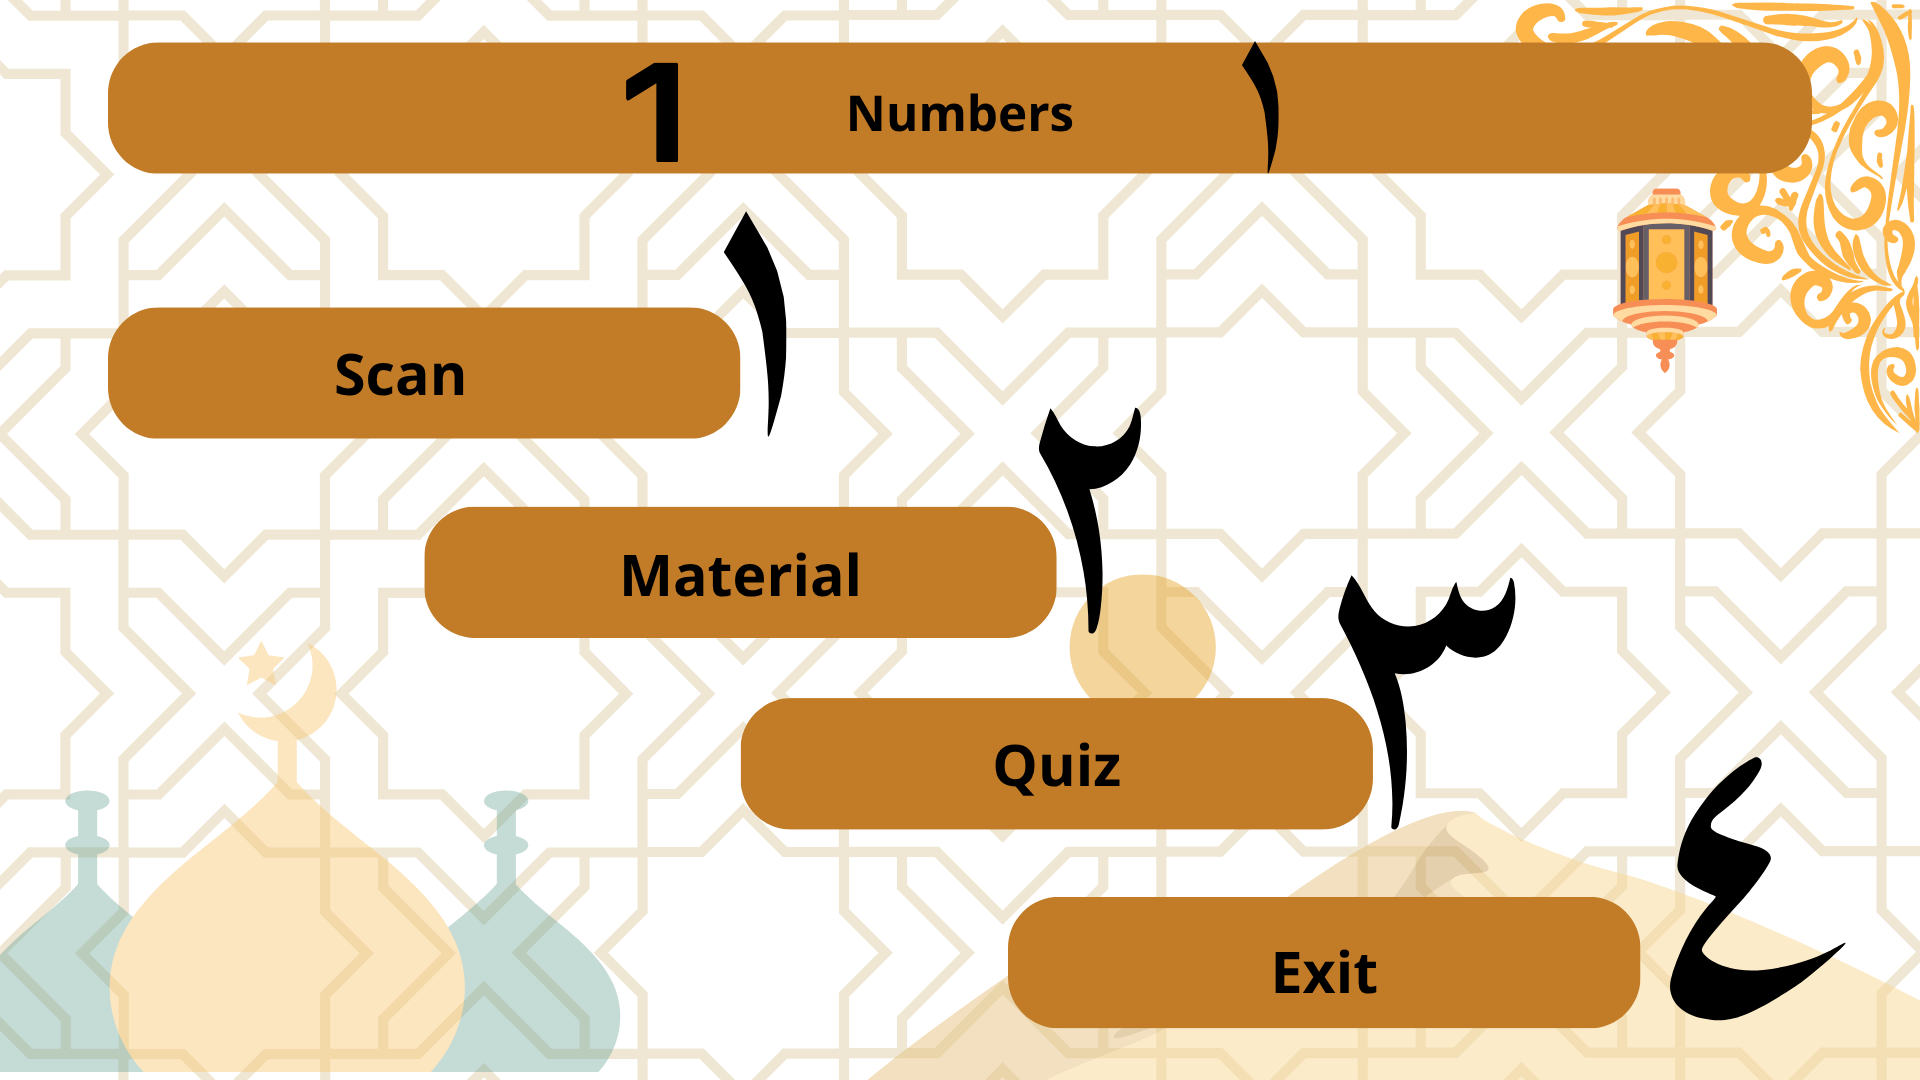 1 Numbers ١
Scan ١
Material ٢
Quiz ٣
Exit ٤